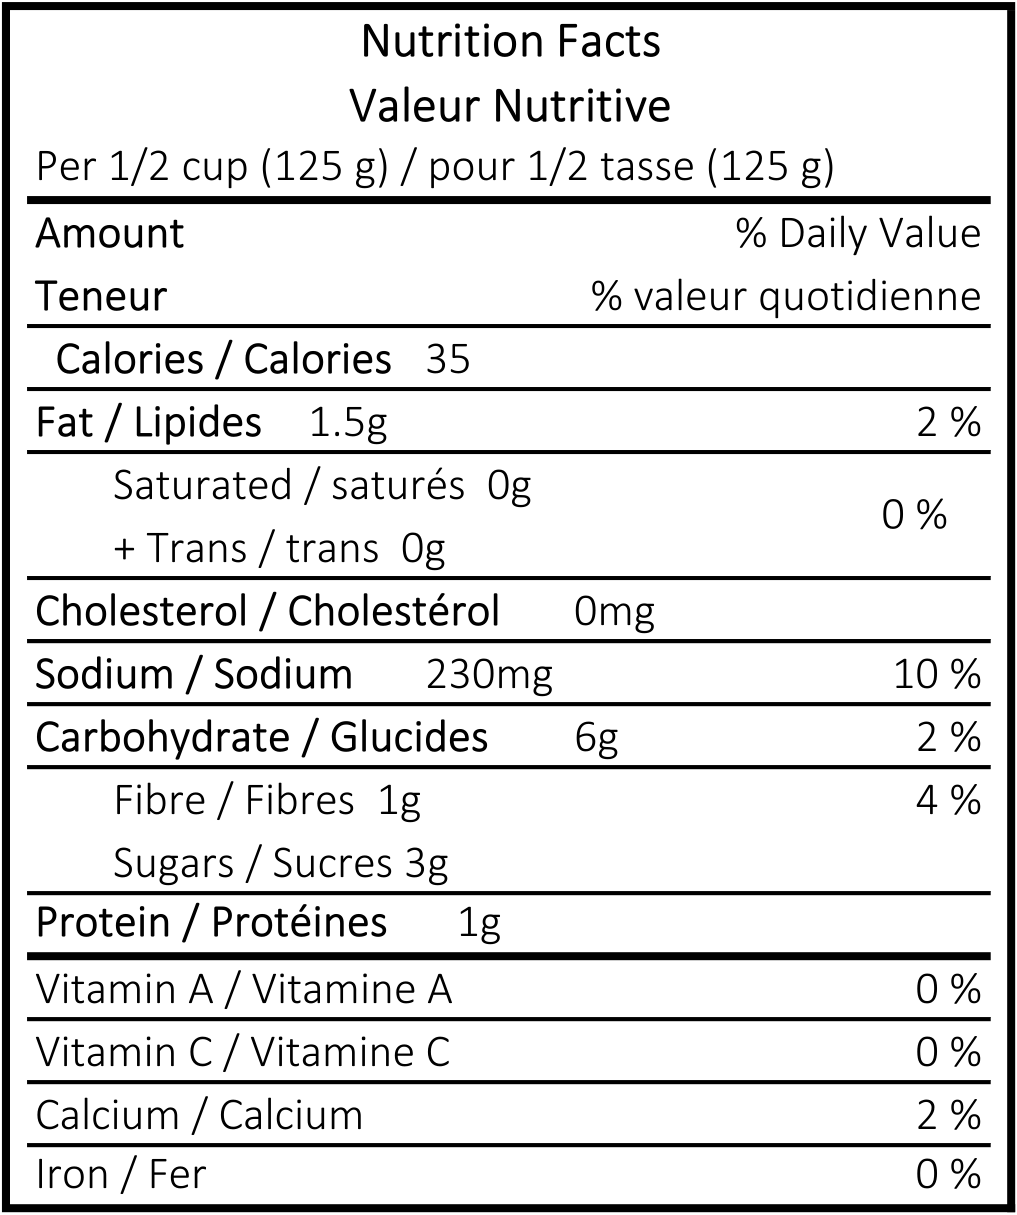 Nutrition Facts
Valeur Nutritive
Per 1/2 cup (125 g) / pour 1/2 tasse (125 g)
Amount % Daily Value
Teneur % valeur quotidienne
Calories / Calories 35
Fat / Lipides 1.5g 2 %
Saturated / saturés 0g
0 %
+ Trans / trans 0g
Cholesterol / Cholestérol 0mg
Sodium / Sodium 230mg 10 %
Carbohydrate / Glucides 6g 2 %
Fibre / Fibres 1g 4 %
Sugars / Sucres 3g
Protein / Protéines 1g
Vitamin A / Vitamine A 0 %
Vitamin C / Vitamine C 0 %
Calcium / Calcium 2 %
Iron / Fer 0 %